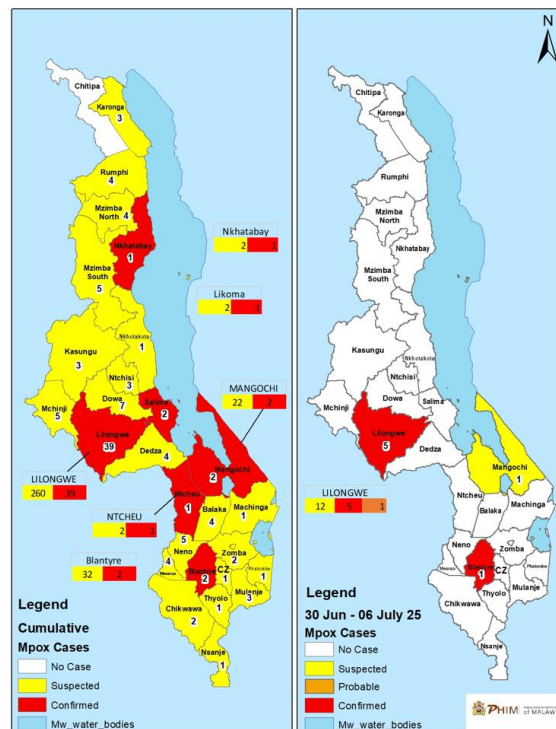 Chitipa
Karonga
3
Rumphi
4
Mzimba
North 4
Nkhatabay
1
Mzimba
South
5
Nkhatabay
2 1
Likoma
2 1
Kasungu
3
Nkhotakota
1
Ntchisi
3
Dowa
7
Mchinji
5
Salima
2
Lilongwe
39
Dedza
4
MANGOCHI
22 2
Mangochi
2
LILONGWE
260 39
NTCHEU
2 1
Ntcheu
1
Balaka
4
Machinga
1
Blantyre
32 2
5
Neno
4
Zomba
2
Blantyre
2
CZ
1
Phalombe
1
Thyolo
1
Mulanje
3
Chikwawa
2
Nsanje
1
Legend
Cumulative
Mpox Cases
No Case
Suspected
Confirmed
Mw_water_bodies
N
Chitipa
Karonga
Rumphi
Mzimba
North
Nkhatabay
Mzimba
South
Kasungu
Nkhotakota
Ntchisi
Dowa
Mchinji
Salima
Lilongwe
5
Dedza
Mangochi
1
LILONGWE
12 5 1
Ntcheu
Balaka
Machinga
Neno
Zomba
Blantyre
1
CZ
Phalombe
Thyolo
Mulanje
Chikwawa
Nsanje
Legend
30 Jun - 06 July 25
Mpox Cases
No Case
Suspected
Probable
Confirmed
Mw_water_bodies
PHIM
of MALAWI